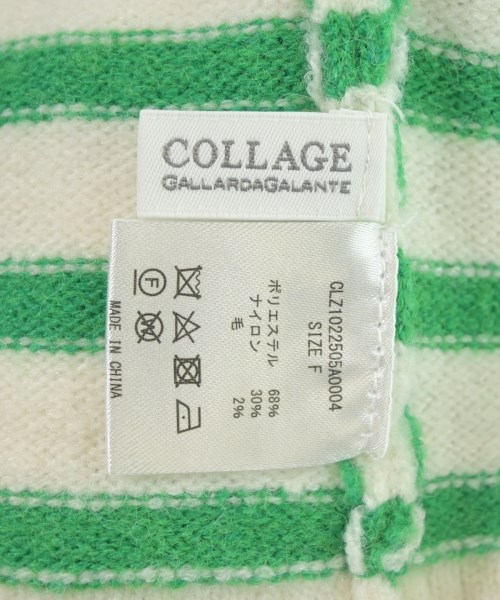 COLLAGE
GALLARDAGALANTE
CLZ1022505A0004
SIZE F
ポリエステル 68%
ナイロン 30%
毛 2%
MADE IN CHINA